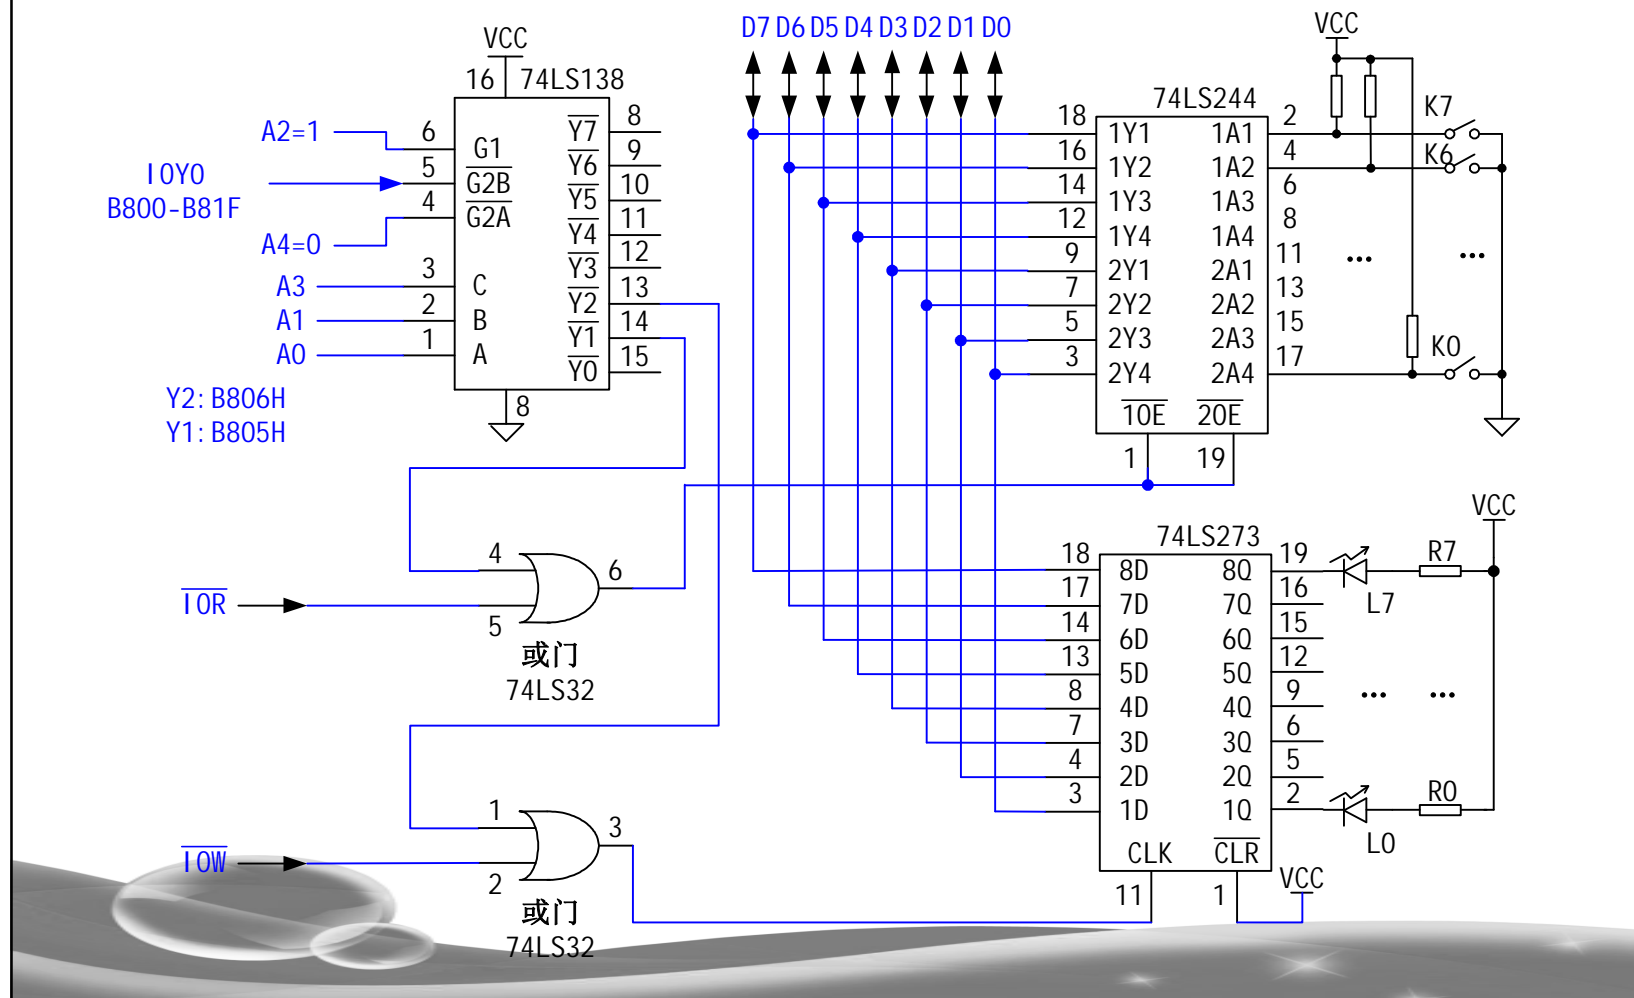 D7 D6 D5 D4 D3 D2 D1 D0
VCC
16 74LS138
A2=1
6 G1
IOY0
B800-B81F
5 G2B
4 G2A
A4=0
A3 3 C
A1 2 B
A0 1 A
Y7 8
Y6 9
Y5 10
Y4 11
Y3 12
Y2 13
Y1 14
Y0 15
8
Y2:B806H
Y1:B805H
VCC
74LS244
18 1Y1 1A1 2
16 1Y2 1A2 4
14 1Y3 1A3 6
12 1Y4 1A4 8
9 2Y1 2A1 11
7 2Y2 2A2 13
5 2Y3 2A3 15
3 2Y4 2A4 17
1OE 2OE
1 19
K7
K6
... ...
K0
IOR
4
5
6
或门
74LS32
IOW
1
2
3
或门
74LS32
VCC
74LS273
18 8D 8Q 19
17 7D 7Q 16
14 6D 6Q 15
13 5D 5Q 12
8 4D 4Q 9
7 3D 3Q 6
4 2D 2Q 5
3 1D 1Q 2
CLK CLR
11 1 VCC
R7
L7
... ...
R0
L0